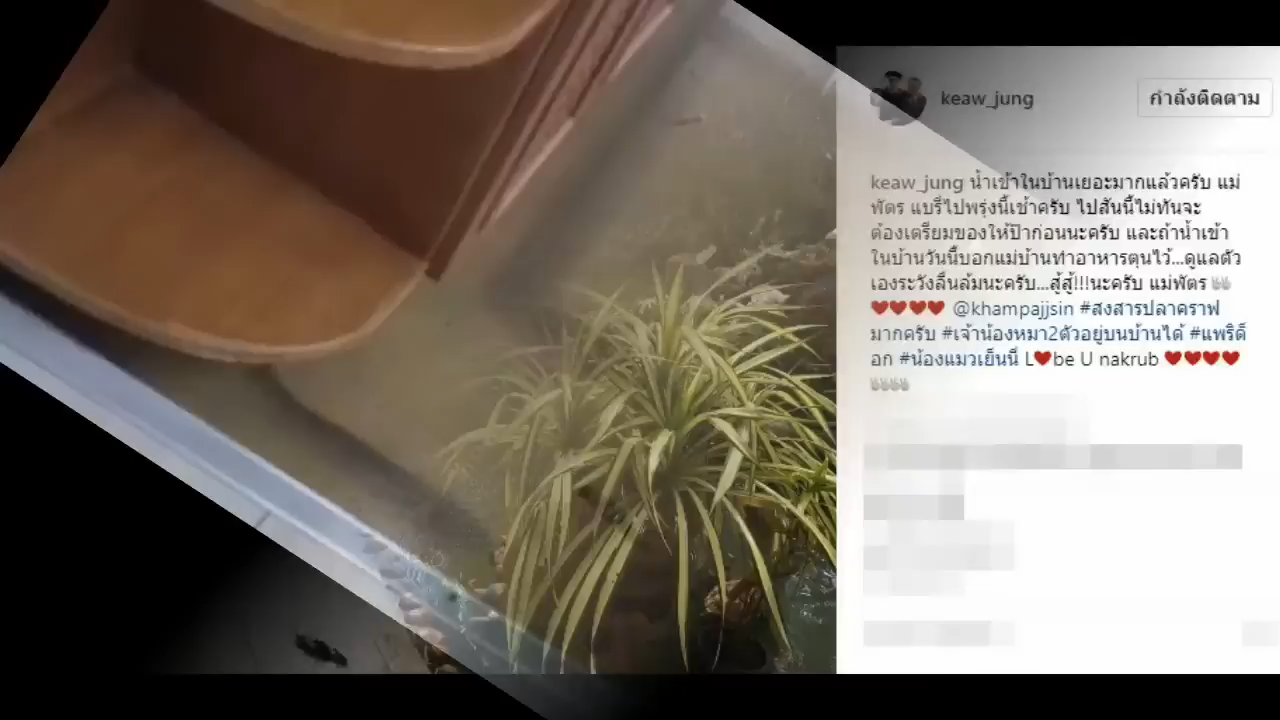 keaw_jung
กำลังติดตาม
keaw_jung น้ำเข้าในบ้านเยอะมากแล้วครับ แม่
พัตร แบรี่ไปพรุ่งนี้เช้าครับ ไปสันนี้ไม่ทันจะ
ต้องเตรียมของให้ป๊าก่อนนะครับ และถ้าน้ำเข้า
ในบ้านวันนี้บอกแม่บ้านทำอาหารตุนไว้...ดูแลตัว
เองระวังลื่นล้มนะครับ...สู้สู้!!!นะครับ แม่พัตร 👏👏
❤❤❤❤ @khampajjsin #สงสารปลาคราฟ
มากครับ #เจ้าน้องหมา2ตัวอยู่บนบ้านได้ #แพริด็
อก #น้องแมวเย็นนี่ L❤be U nakrub ❤❤❤❤